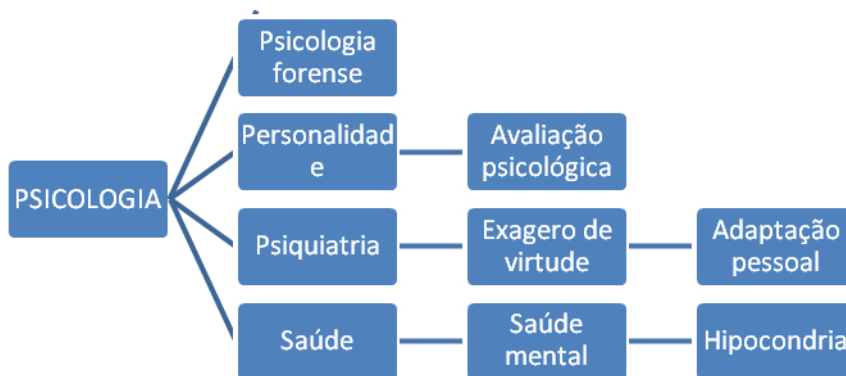 Psicologia
forense
Personalidad
e
Avaliação
psicológica
PSICOLOGIA
Psiquiatria
Exagero de
virtude
Adaptação
pessoal
Saúde
Saúde
mental
Hipocondria